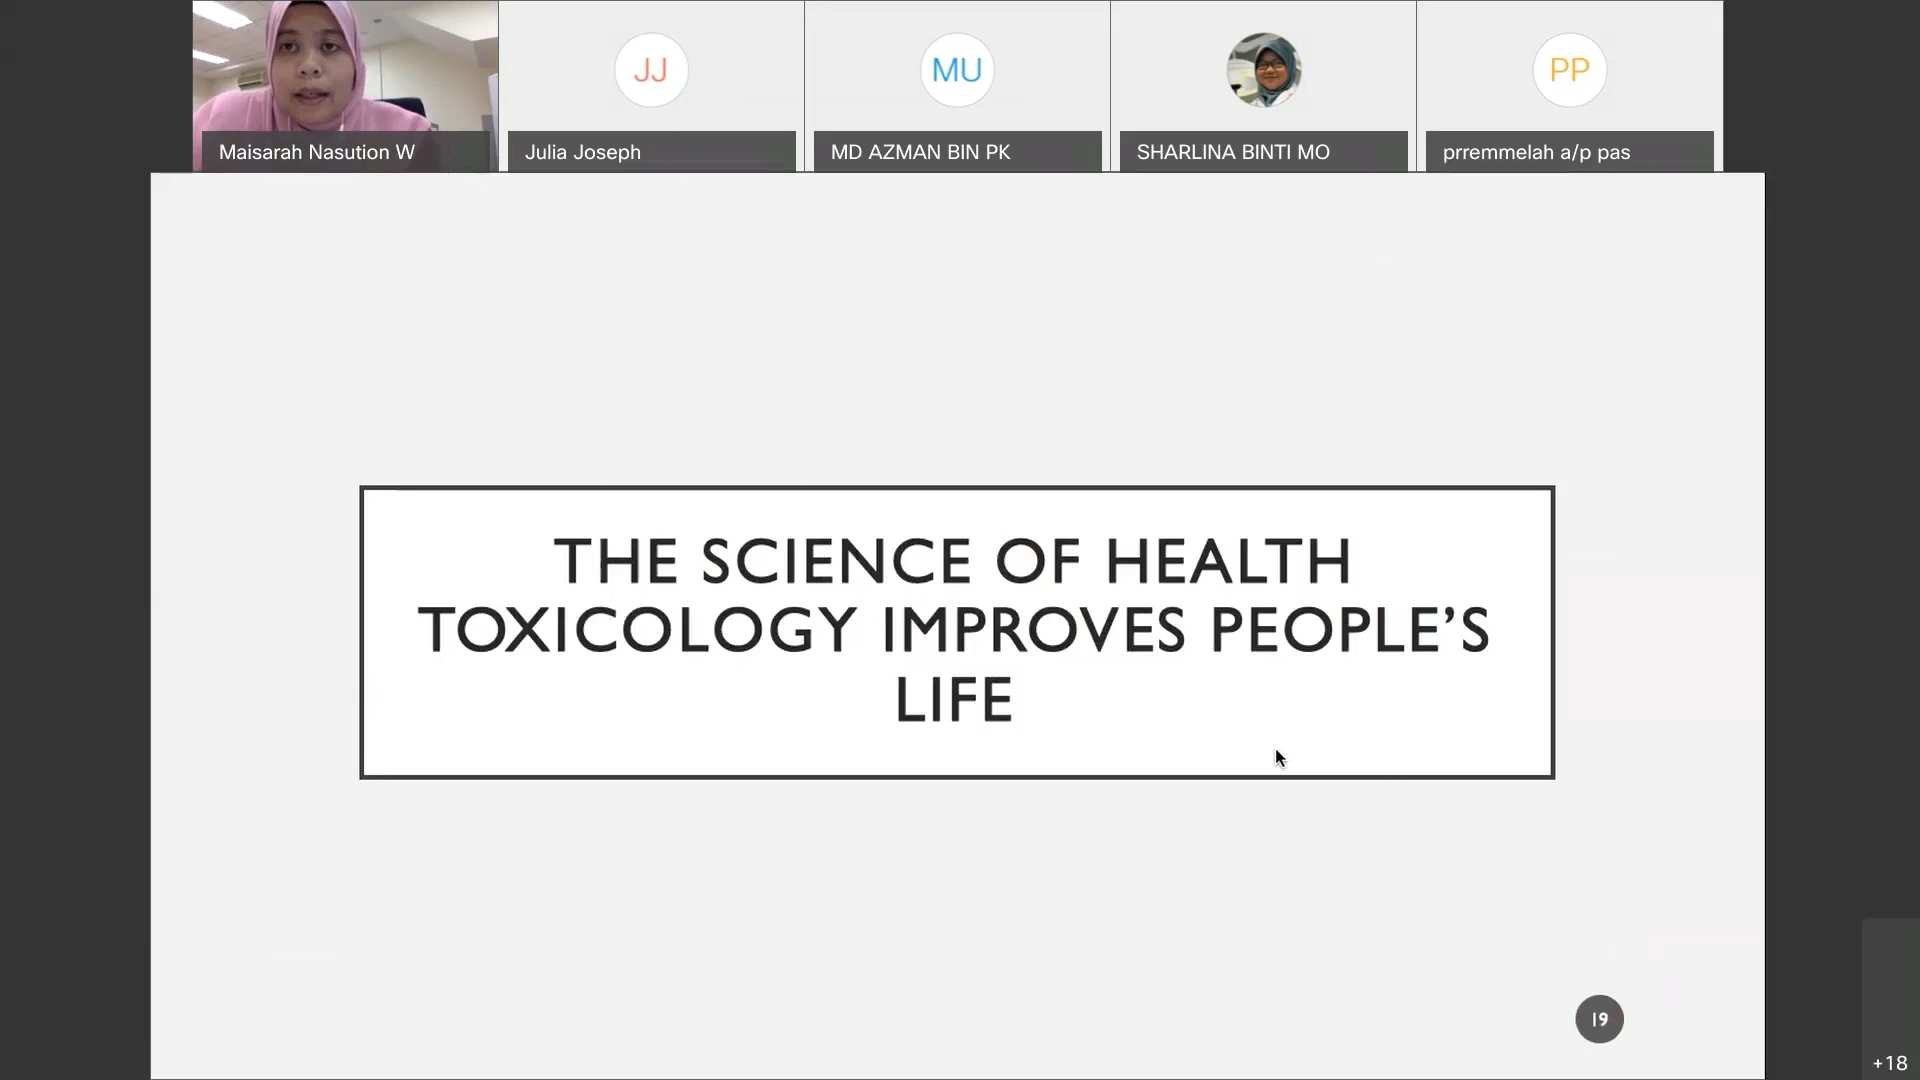 JJ
MU
PP
Maisarah Nasution W
Julia Joseph
MD AZMAN BIN PK
SHARLINA BINTI MO
prremmelah a/p pas
THE SCIENCE OF HEALTH
TOXICOLOGY IMPROVES PEOPLE’S
LIFE
19
+18